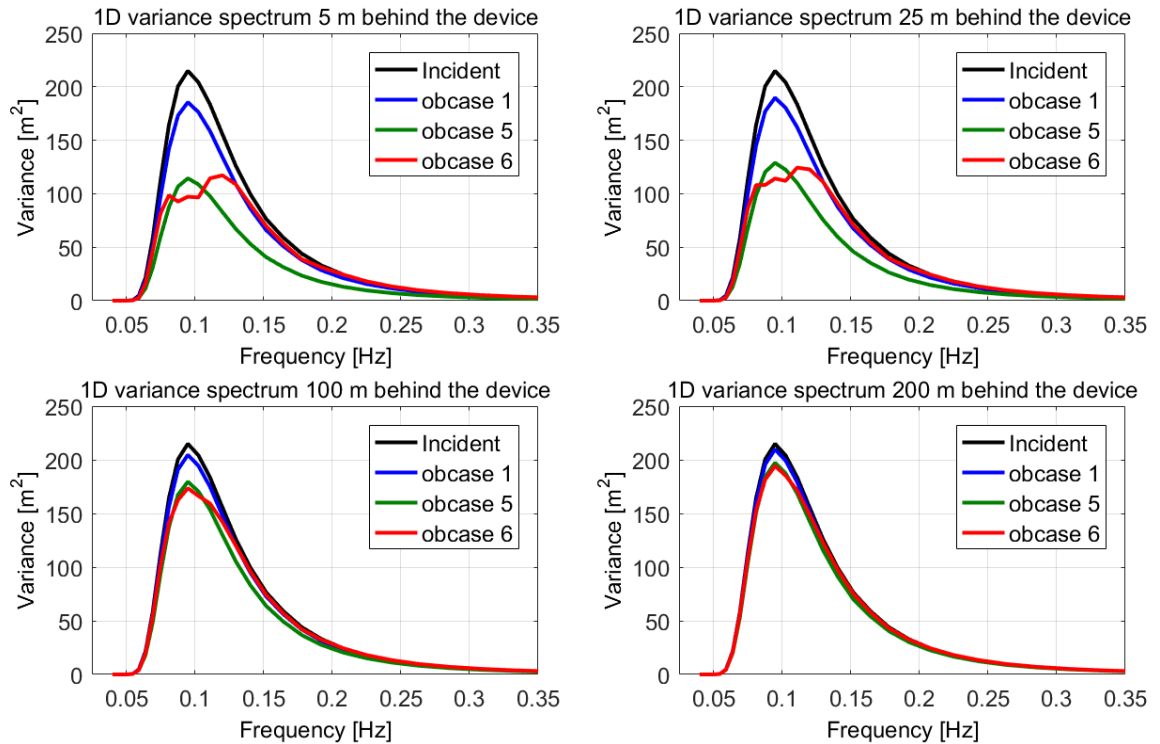 1D variance spectrum 5 m behind the device
250
200
150
100
50
0
Variance [m²]
Incident
obcase 1
obcase 5
obcase 6
0.05 0.1 0.15 0.2 0.25 0.3 0.35
Frequency [Hz]
1D variance spectrum 25 m behind the device
250
200
150
100
50
0
Variance [m²]
Incident
obcase 1
obcase 5
obcase 6
0.05 0.1 0.15 0.2 0.25 0.3 0.35
Frequency [Hz]
1D variance spectrum 100 m behind the device
250
200
150
100
50
0
Variance [m²]
Incident
obcase 1
obcase 5
obcase 6
0.05 0.1 0.15 0.2 0.25 0.3 0.35
Frequency [Hz]
1D variance spectrum 200 m behind the device
250
200
150
100
50
0
Variance [m²]
Incident
obcase 1
obcase 5
obcase 6
0.05 0.1 0.15 0.2 0.25 0.3 0.35
Frequency [Hz]